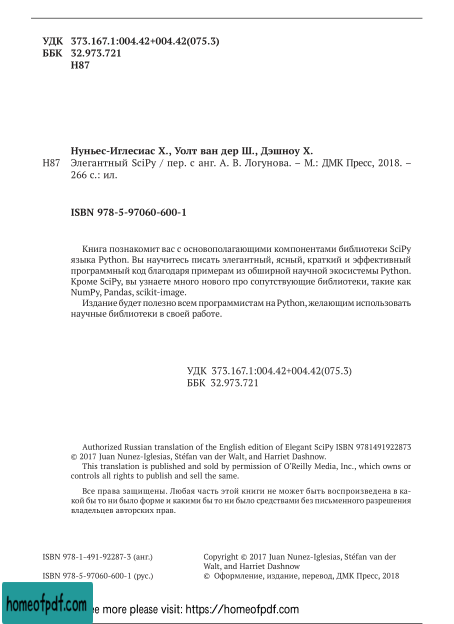 УДК 373.167.1:004.42+004.42(075.3)
ББК 32.973.721
Н87
Нуньес-Иглесиас Х., Уолт ван дер Ш., Дэшноу Х.
Н87 Элегантный SciPy / пер. с анг. А. В. Логунова. – М.: ДМК Пресс, 2018. –
266 с.: ил.
ISBN 978-5-97060-600-1
Книга познакомит вас с основополагающими компонентами библиотеки SciPy
языка Python. Вы научитесь писать элегантный, ясный, краткий и эффективный
программный код благодаря примерам из обширной научной экосистемы Python.
Кроме SciPy, вы узнаете много нового про сопутствующие библиотеки, такие как
NumPy, Pandas, scikit-image.
Издание будет полезно всем программистам на Python, желающим использовать
научные библиотеки в своей работе.
УДК 373.167.1:004.42+004.42(075.3)
ББК 32.973.721
Authorized Russian translation of the English edition of Elegant SciPy ISBN 9781491922873
© 2017 Juan Nunez-Iglesias, Stéfan van der Walt, and Harriet Dashnow.
This translation is published and sold by permission of O’Reilly Media, Inc., which owns or
controls all rights to publish and sell the same.
Все права защищены. Любая часть этой книги не может быть воспроизведена в ка-
кой бы то ни было форме и какими бы то ни было средствами без письменного разрешения
владельцев авторских прав.
ISBN 978-1-491-92287-3 (анг.) Copyright © 2017 Juan Nunez-Iglesias, Stéfan van der
Walt, and Harriet Dashnow
ISBN 978-5-97060-600-1 (рус.) © Оформление, издание, перевод, ДМК Пресс, 2018
homeofpdf.com ee more please visit: https://homeofpdf.com